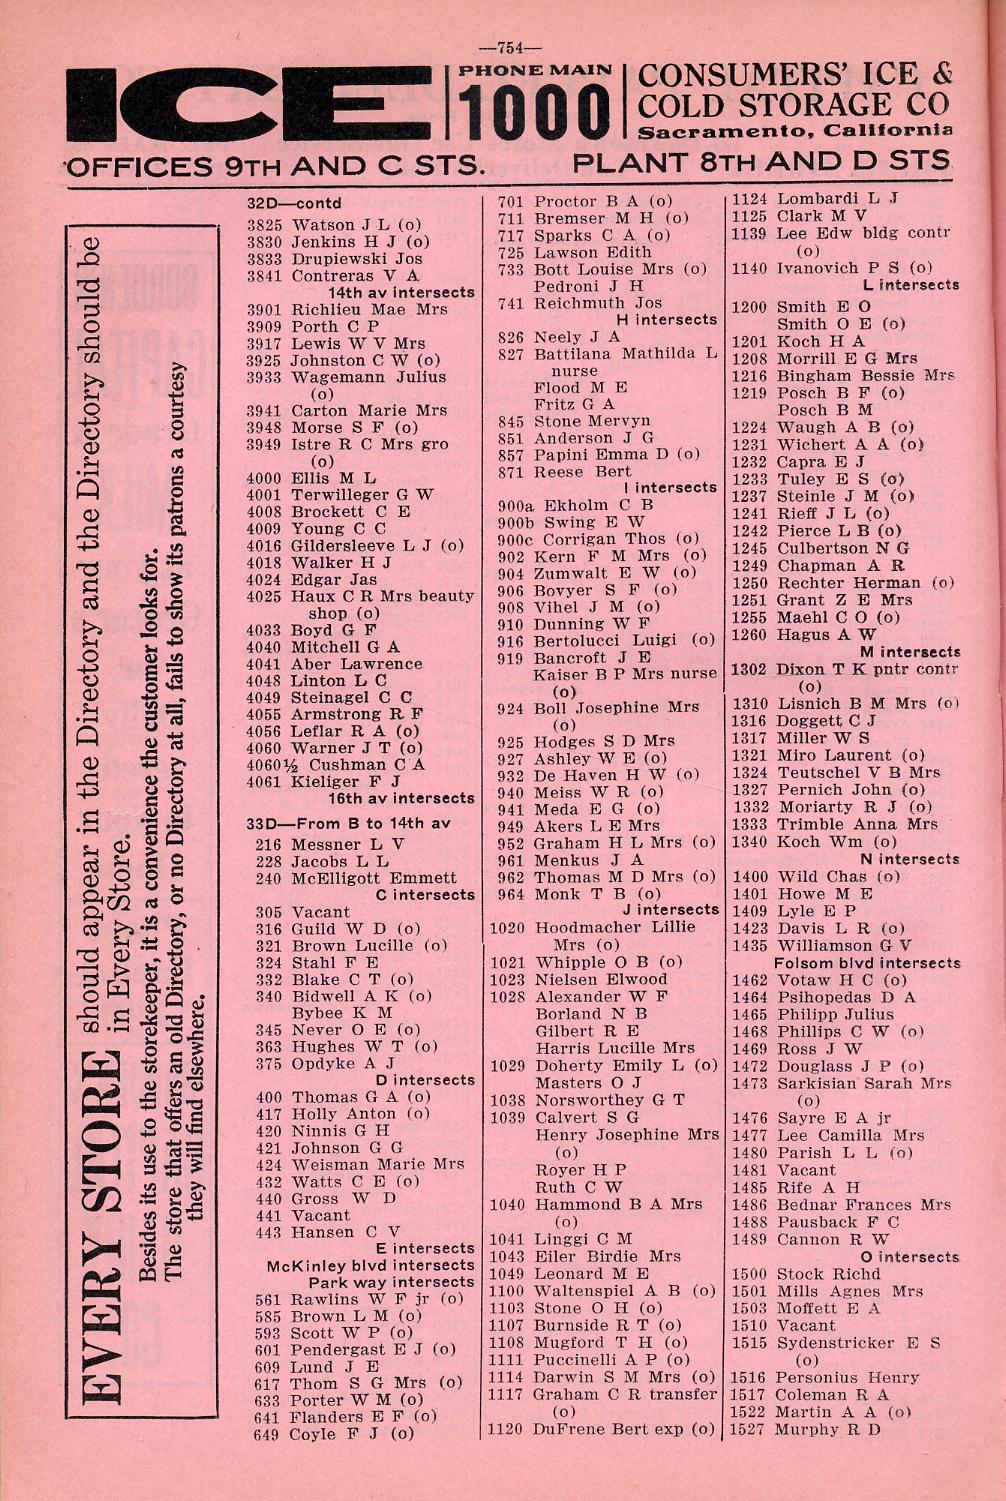 —754—
ICE
PHONE MAIN
1000
CONSUMERS' ICE &
COLD STORAGE CO
Sacramento, California
OFFICES 9TH AND C STS.
PLANT 8TH AND D STS
EVERY STORE should appear in the Directory and the Directory should be
in Every Store.
Besides its use to the storekeeper, it is a convenience the customer looks for.
The store that offers an old Directory, or no Directory at all, fails to show its patrons a courtesy
they will find elsewhere.
32D—contd
3825 Watson J L (o)
3830 Jenkins H J (o)
3833 Drupiewski Jos
3841 Contreras V A
14th av intersects
3901 Richlieu Mae Mrs
3909 Porth C P
3917 Lewis W V Mrs
3925 Johnston C W (o)
3933 Wagemann Julius
(o)
3941 Carton Marie Mrs
3948 Morse S F (o)
3949 Istre R C Mrs gro
(o)
4000 Ellis M L
4001 Terwilleger G W
4008 Brockett C E
4009 Young C C
4016 Gildersleeve L J (o)
4018 Walker H J
4024 Edgar Jas
4025 Haux C R Mrs beauty
shop (o)
4033 Boyd G F
4040 Mitchell G A
4041 Aber Lawrence
4048 Linton L C
4049 Steinagel C C
4055 Armstrong R F
4056 Leflar R A (o)
4060 Warner J T (o)
4060½ Cushman C A
4061 Kieliger F J
16th av intersects
33D—From B to 14th av
216 Messner L V
228 Jacobs L L
240 McElligott Emmett
C intersects
305 Vacant
316 Guild W D (o)
321 Brown Lucille (o)
324 Stahl F E
332 Blake C T (o)
340 Bidwell A K (o)
Bybee K M
345 Never O E (o)
363 Hughes W T (o)
375 Opdyke A J
D intersects
400 Thomas G A (o)
417 Holly Anton (o)
420 Ninnis G H
421 Johnson G G
424 Weisman Marie Mrs
432 Watts C E (o)
440 Gross W D
441 Vacant
443 Hansen C V
E intersects
McKinley blvd intersects
Park way intersects
561 Rawlins W F jr (o)
585 Brown L M (o)
593 Scott W P (o)
601 Pendergast E J (o)
609 Lund J E
617 Thom S G Mrs (o)
633 Porter W M (o)
641 Flanders E F (o)
649 Coyle F J (o)
701 Proctor B A (o)
711 Bremser M H (o)
717 Sparks C A (o)
725 Lawson Edith
733 Bott Louise Mrs (o)
Pedroni J H
741 Reichmuth Jos
H intersects
826 Neely J A
827 Battilana Mathilda L
nurse
Flood M E
Fritz G A
845 Stone Mervyn
851 Anderson J G
857 Papini Emma D (o)
871 Reese Bert
I intersects
900a Ekholm C B
900b Swing E W
900c Corrigan Thos (o)
902 Kern F M Mrs (o)
904 Zumwalt E W (o)
906 Bovyer S F (o)
908 Vihel J M (o)
910 Dunning W F
916 Bertolucci Luigi (o)
919 Bancroft J E
Kaiser B P Mrs nurse
(o)
924 Boll Josephine Mrs
(o)
925 Hodges S D Mrs
927 Ashley W E (o)
932 De Haven H W (o)
940 Meiss W R (o)
941 Meda E G (o)
949 Akers L E Mrs
952 Graham H L Mrs (o)
961 Menkus J A
962 Thomas M D Mrs (o)
964 Monk T B (o)
J intersects
1020 Hoodmacher Lillie
Mrs (o)
1021 Whipple O B (o)
1023 Nielsen Elwood
1028 Alexander W F
Borland N B
Gilbert R E
Harris Lucille Mrs
1029 Doherty Emily L (o)
Masters O J
1038 Norsworthey G T
1039 Calvert S G
Henry Josephine Mrs
(o)
Royer H P
Ruth C W
1040 Hammond B A Mrs
(o)
1041 Linggi C M
1043 Eiler Birdie Mrs
1049 Leonard M E
1100 Waltenspiel A B (o)
1103 Stone O H (o)
1107 Burnside R T (o)
1108 Mugford T H (o)
1111 Puccinelli A P (o)
1114 Darwin S M Mrs (o)
1117 Graham C R transfer
(o)
1120 DuFrene Bert exp (o)
1124 Lombardi L J
1125 Clark M V
1139 Lee Edw bldg contr
(o)
1140 Ivanovich P S (o)
L intersects
1200 Smith E O
Smith O E (o)
1201 Koch H A
1208 Morrill E G Mrs
1216 Bingham Bessie Mrs
1219 Posch B F (o)
Posch B M
1224 Waugh A B (o)
1231 Wichert A A (o)
1232 Capra E J
1233 Tuley E S (o)
1237 Steinle J M (o)
1241 Rieff J L (o)
1242 Pierce L B (o)
1245 Culbertson N G
1249 Chapman A R
1250 Rechter Herman (o)
1251 Grant Z E Mrs
1255 Maehl C O (o)
1260 Hagus A W
M intersects
1302 Dixon T K pntr contr
(o)
1310 Lisnich B M Mrs (o)
1316 Doggett C J
1317 Miller W S
1321 Miro Laurent (o)
1324 Teutschel V B Mrs
1327 Pernich John (o)
1332 Moriarty R J (o)
1333 Trimble Anna Mrs
1340 Koch Wm (o)
N intersects
1400 Wild Chas (o)
1401 Howe M E
1409 Lyle E P
1423 Davis L R (o)
1435 Williamson G V
Folsom blvd intersects
1462 Votaw H C (o)
1464 Psihopedas D A
1465 Philipp Julius
1468 Phillips C W (o)
1469 Ross J W
1472 Douglass J P (o)
1473 Sarkisian Sarah Mrs
(o)
1476 Sayre E A jr
1477 Lee Camilla Mrs
1480 Parish L L (o)
1481 Vacant
1485 Rife A H
1486 Bednar Frances Mrs
1488 Pausback F C
1489 Cannon R W
O intersects
1500 Stock Richd
1501 Mills Agnes Mrs
1503 Moffett E A
1510 Vacant
1515 Sydenstricker E S
(o)
1516 Personius Henry
1517 Coleman R A
1522 Martin A A (o)
1527 Murphy R D